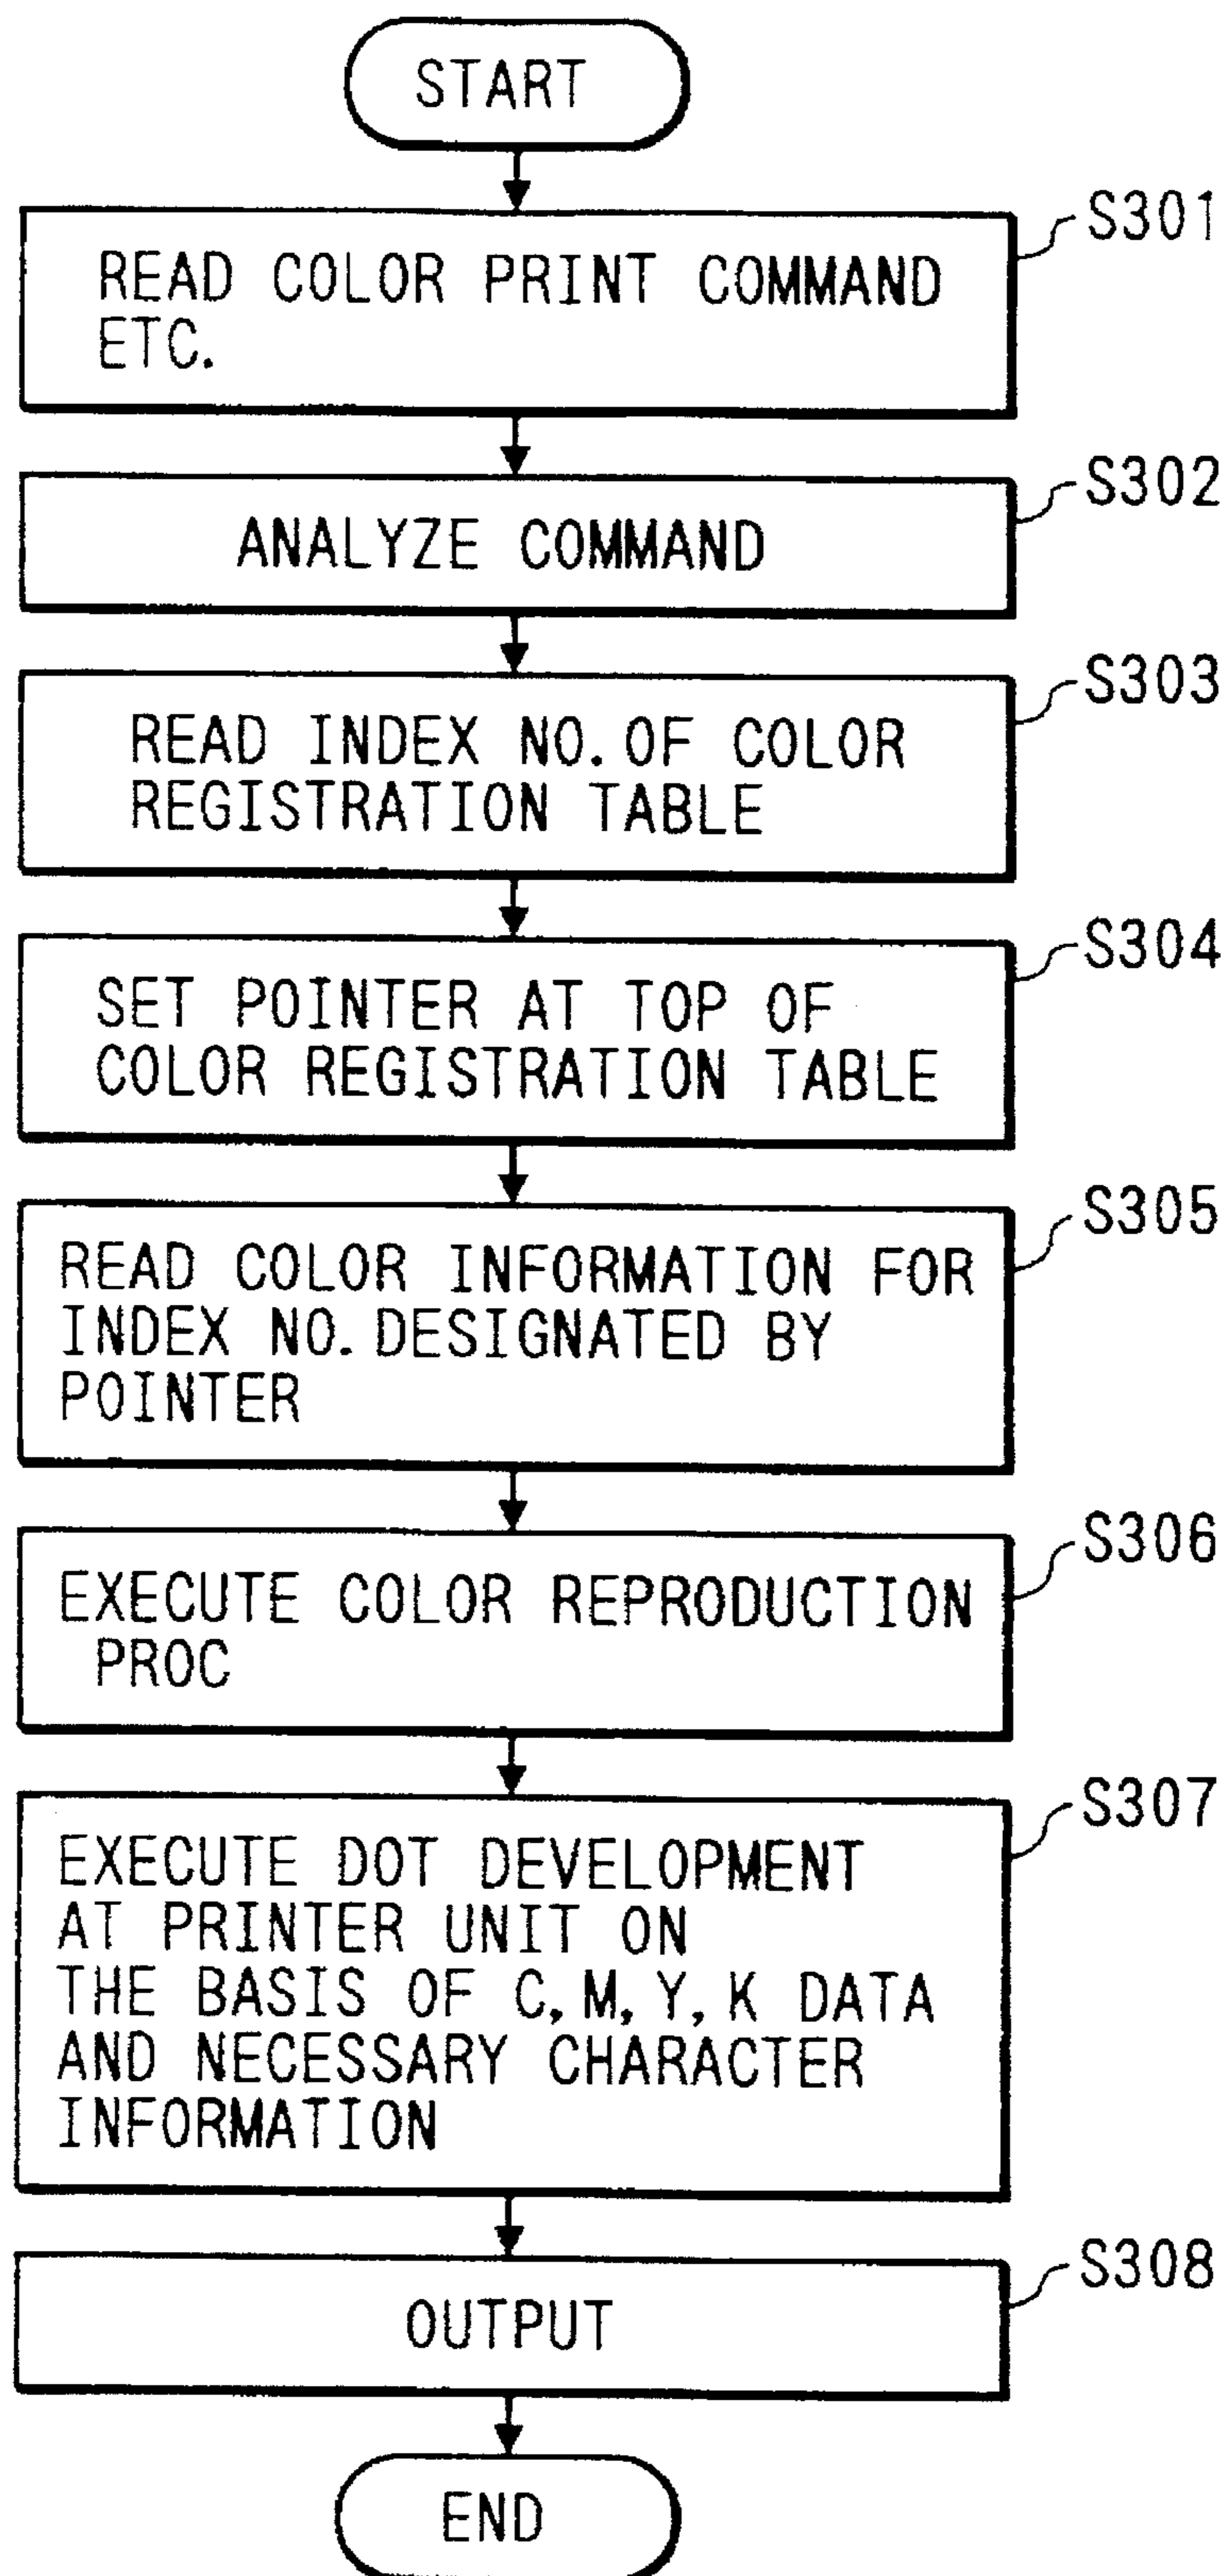 START
S301
READ COLOR PRINT COMMAND
ETC.
S302
ANALYZE COMMAND
S303
READ INDEX NO. OF COLOR
REGISTRATION TABLE
S304
SET POINTER AT TOP OF
COLOR REGISTRATION TABLE
S305
READ COLOR INFORMATION FOR
INDEX NO. DESIGNATED BY
POINTER
S306
EXECUTE COLOR REPRODUCTION
PROC
S307
EXECUTE DOT DEVELOPMENT
AT PRINTER UNIT ON
THE BASIS OF C, M, Y, K DATA
AND NECESSARY CHARACTER
INFORMATION
S308
OUTPUT
END